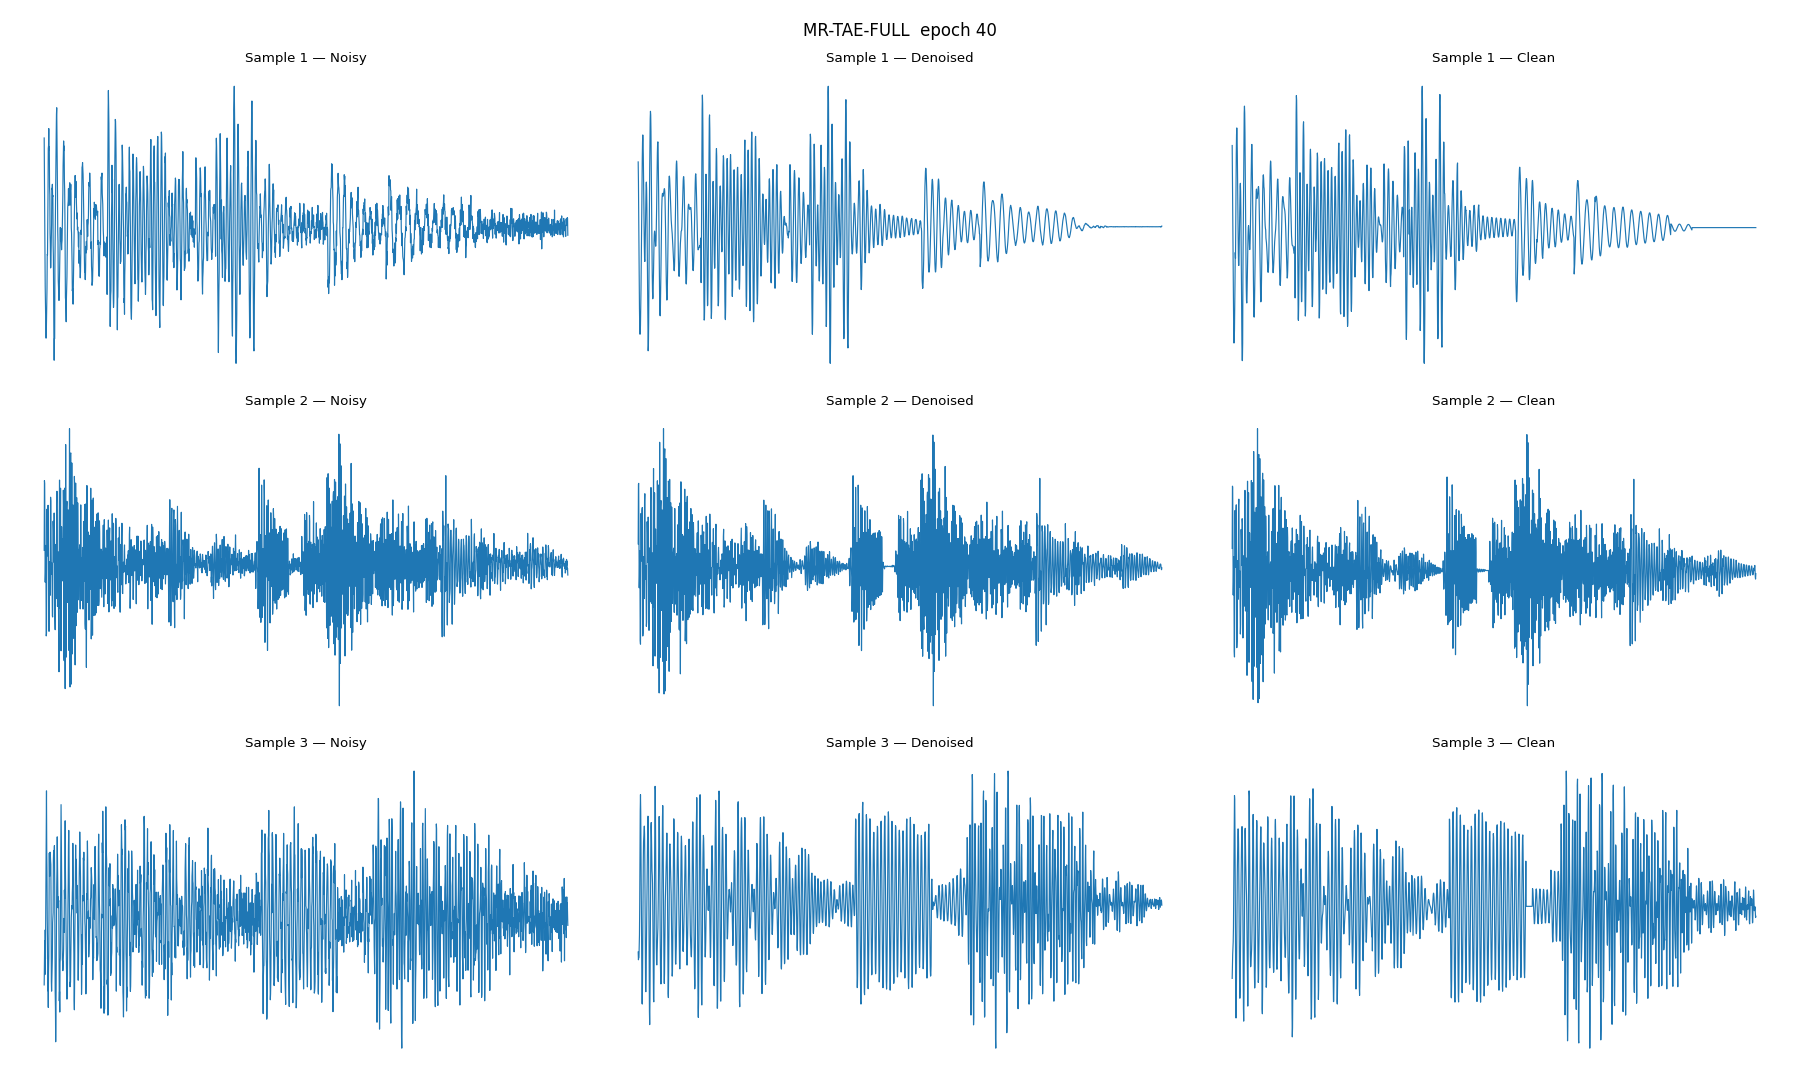 MR-TAE-FULL epoch 40
Sample 1 — Noisy
Sample 1 — Denoised
Sample 1 — Clean
Sample 2 — Noisy
Sample 2 — Denoised
Sample 2 — Clean
Sample 3 — Noisy
Sample 3 — Denoised
Sample 3 — Clean